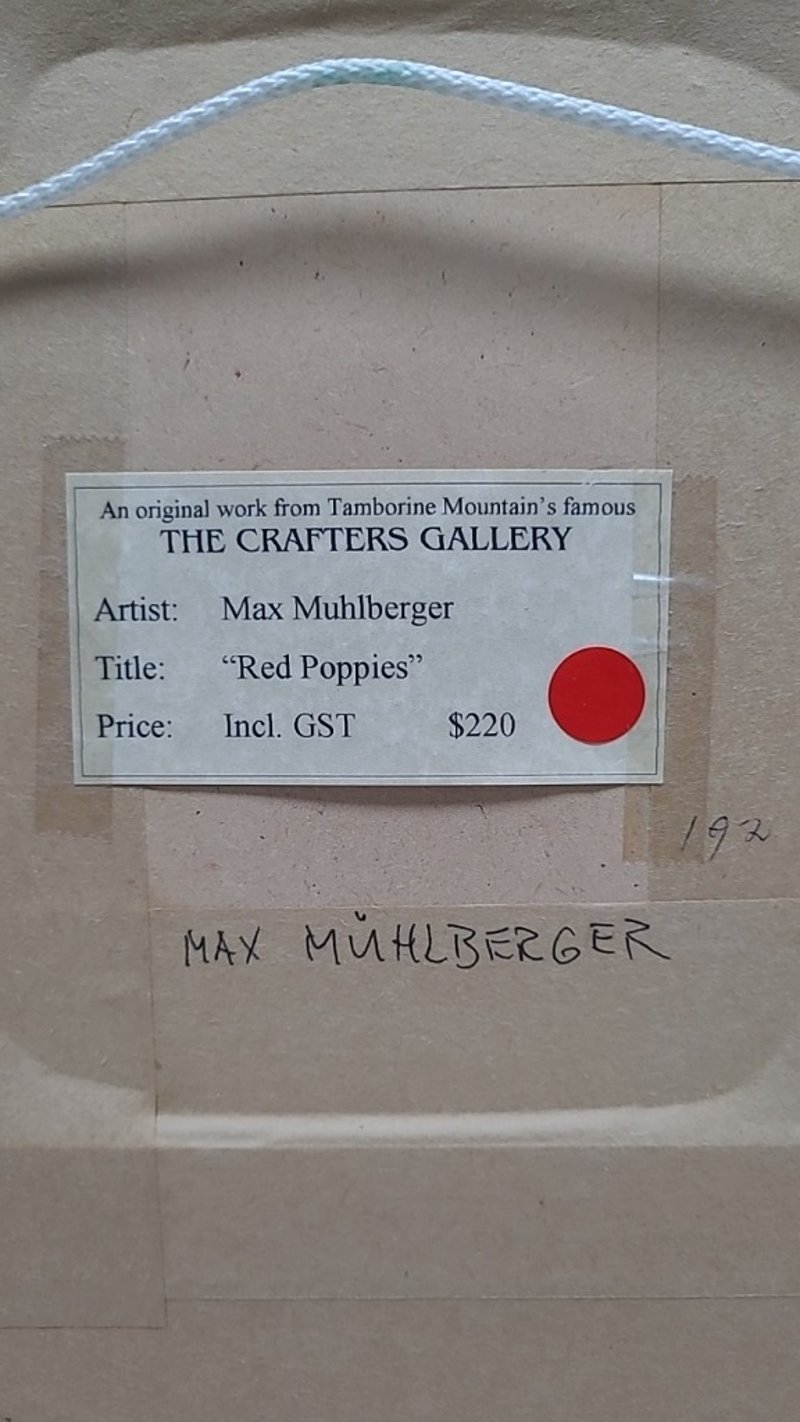 An original work from Tamborine Mountain's famous
THE CRAFTERS GALLERY
Artist: Max Muhlberger
Title: “Red Poppies”
Price: Incl. GST $220
192
MAX MÜHLBERGER